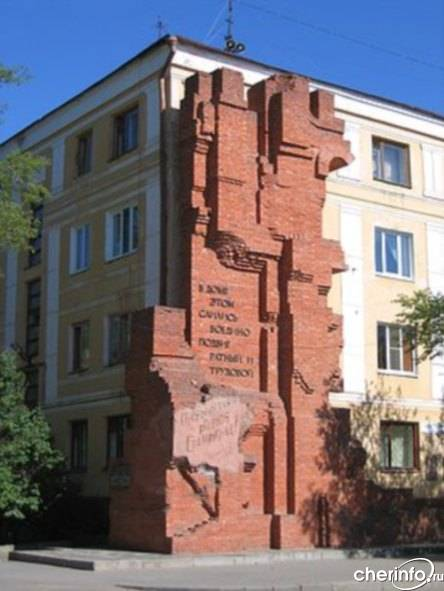 В ДОМЕ
ЭТОМ
СЛИЛИСЬ
ВОЕДИНО
ПОДВИГ
РАТНЫЙ И
ТРУДОВОЙ
cherinfo.ru